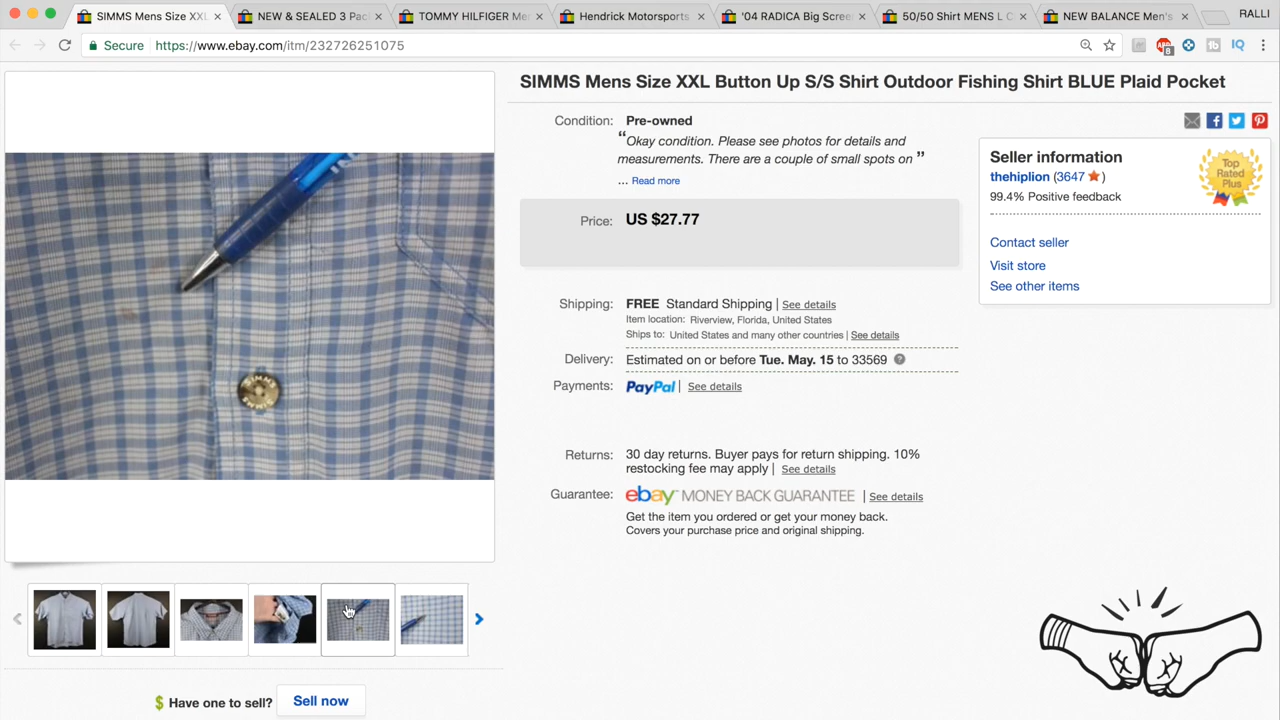 SIMMS Mens Size XXL
NEW & SEALED 3 Pac
TOMMY HILFIGER Me
Hendrick Motorsports
'04 RADICA Big Scree
50/50 Shirt MENS L C
NEW BALANCE Men's
RALLI
Secure
https://www.ebay.com/itm/232726251075
ABP
8
IQ
SIMMS Mens Size XXL Button Up S/S Shirt Outdoor Fishing Shirt BLUE Plaid Pocket
Condition: Pre-owned
“Okay condition. Please see photos for details and
measurements. There are a couple of small spots on ”
... Read more
Price: US $27.77
Shipping: FREE Standard Shipping | See details
Item location: Riverview, Florida, United States
Ships to: United States and many other countries | See details
Delivery: Estimated on or before Tue. May. 15 to 33569
Payments: PayPal | See details
Returns: 30 day returns. Buyer pays for return shipping. 10%
restocking fee may apply | See details
Guarantee: ebay MONEY BACK GUARANTEE | See details
Get the item you ordered or get your money back.
Covers your purchase price and original shipping.
Seller information
thehiplion (3647 )
99.4% Positive feedback
Top
Rated
Plus
Contact seller
Visit store
See other items
SIMMS
SIMMS
Have one to sell?
Sell now